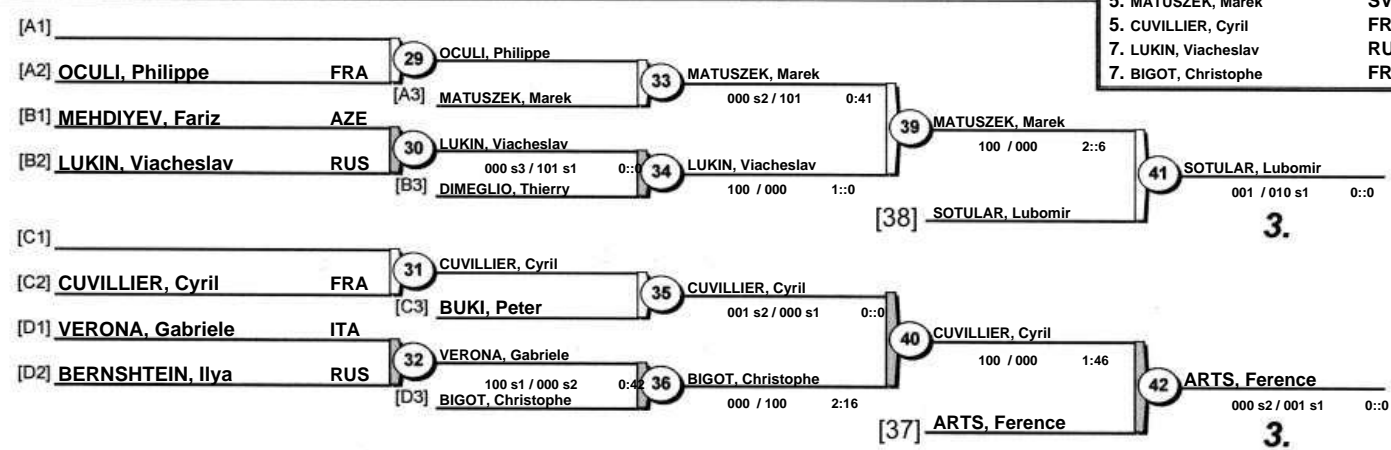 5. MATUSZEK, Marek
5. CUVILLIER, Cyril FR
7. LUKIN, Viacheslav RU
7. BIGOT, Christophe FR
[A1]
[A2] OCULI, Philippe FRA
29
OCULI, Philippe
[A3] MATUSZEK, Marek
33
MATUSZEK, Marek
000 s2 / 101 0:41
[B1] MEHDIYEV, Fariz AZE
[B2] LUKIN, Viacheslav RUS
30
LUKIN, Viacheslav
000 s3 / 101 s1 0::0
[B3] DIMEGLIO, Thierry
34
LUKIN, Viacheslav
100 / 000 1::0
39
MATUSZEK, Marek
100 / 000 2::6
[38] SOTULAR, Lubomir
41
SOTULAR, Lubomir
001 / 010 s1 0::0
3.
[C1]
[C2] CUVILLIER, Cyril FRA
31
CUVILLIER, Cyril
[C3] BUKI, Peter
35
CUVILLIER, Cyril
001 s2 / 000 s1 0::0
[D1] VERONA, Gabriele ITA
[D2] BERNSHTEIN, Ilya RUS
32
VERONA, Gabriele
100 s1 / 000 s2 0:42
[D3] BIGOT, Christophe
36
BIGOT, Christophe
000 / 100 2:16
40
CUVILLIER, Cyril
100 / 000 1:46
[37] ARTS, Ference
42
ARTS, Ference
000 s2 / 001 s1 0::0
3.